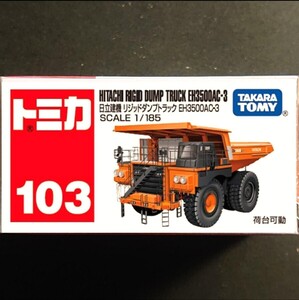 トミカ
103
HITACHI RIGID DUMP TRUCK EH3500AC-3
日立建機 リジッドダンプトラック EH3500AC-3
SCALE 1/185
TAKARA TOMY
荷台可動